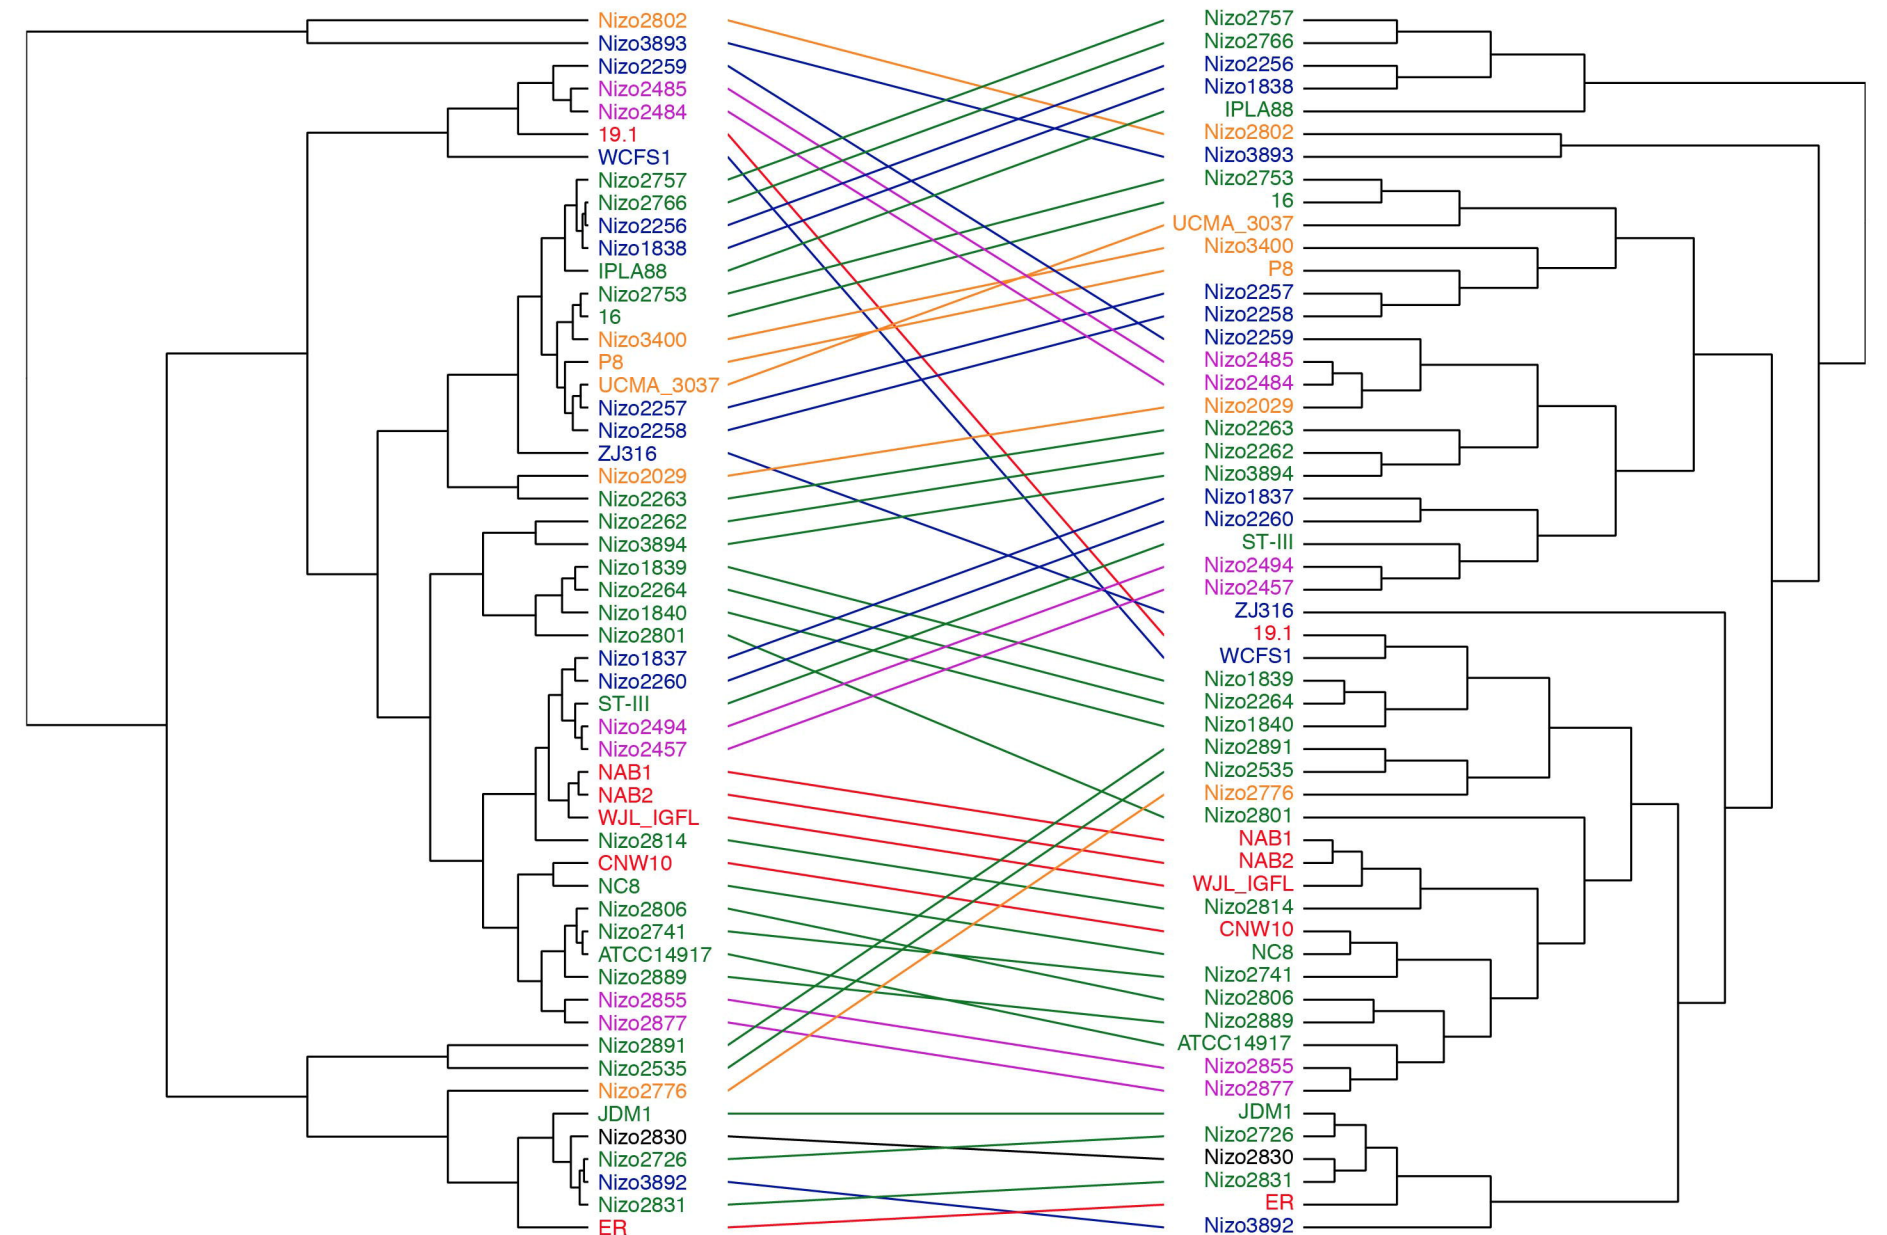 Nizo2802
Nizo3893
Nizo2259
Nizo2485
Nizo2484
19.1
WCFS1
Nizo2757
Nizo2766
Nizo2256
Nizo1838
IPLA88
Nizo2753
16
Nizo3400
P8
UCMA_3037
Nizo2257
Nizo2258
ZJ316
Nizo2029
Nizo2263
Nizo2262
Nizo3894
Nizo1839
Nizo2264
Nizo1840
Nizo2801
Nizo1837
Nizo2260
ST-III
Nizo2494
Nizo2457
NAB1
NAB2
WJL_IGFL
Nizo2814
CNW10
NC8
Nizo2806
Nizo2741
ATCC14917
Nizo2889
Nizo2855
Nizo2877
Nizo2891
Nizo2535
Nizo2776
JDM1
Nizo2830
Nizo2726
Nizo3892
Nizo2831
ER
Nizo2757
Nizo2766
Nizo2256
Nizo1838
IPLA88
Nizo2802
Nizo3893
Nizo2753
16
UCMA_3037
Nizo3400
P8
Nizo2257
Nizo2258
Nizo2259
Nizo2485
Nizo2484
Nizo2029
Nizo2263
Nizo2262
Nizo3894
Nizo1837
Nizo2260
ST-III
Nizo2494
Nizo2457
ZJ316
19.1
WCFS1
Nizo1839
Nizo2264
Nizo1840
Nizo2891
Nizo2535
Nizo2776
Nizo2801
NAB1
NAB2
WJL_IGFL
Nizo2814
CNW10
NC8
Nizo2741
Nizo2806
Nizo2889
ATCC14917
Nizo2855
Nizo2877
JDM1
Nizo2726
Nizo2830
Nizo2831
ER
Nizo3892